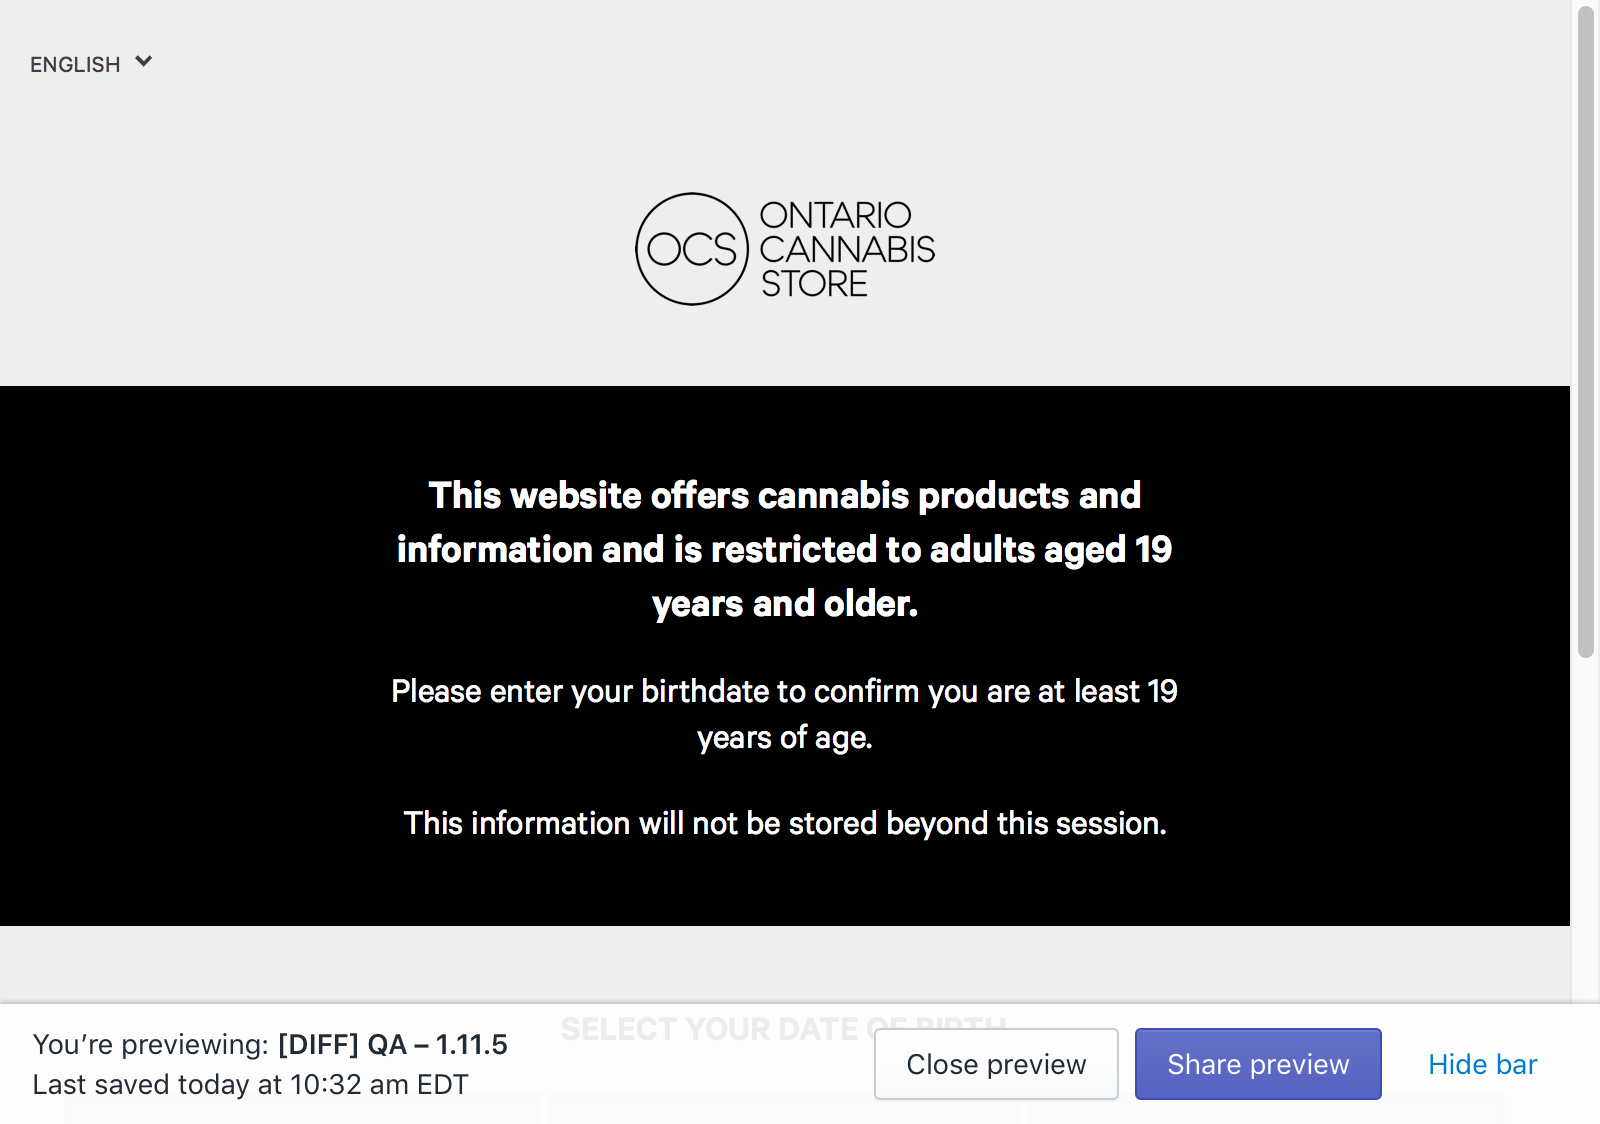 ENGLISH
OCS
ONTARIO
CANNABIS
STORE
This website offers cannabis products and
information and is restricted to adults aged 19
years and older.
Please enter your birthdate to confirm you are at least 19
years of age.
This information will not be stored beyond this session.
SELECT YOUR DATE OF BIRTH
You’re previewing: [DIFF] QA – 1.11.5
Last saved today at 10:32 am EDT
Close preview
Share preview
Hide bar